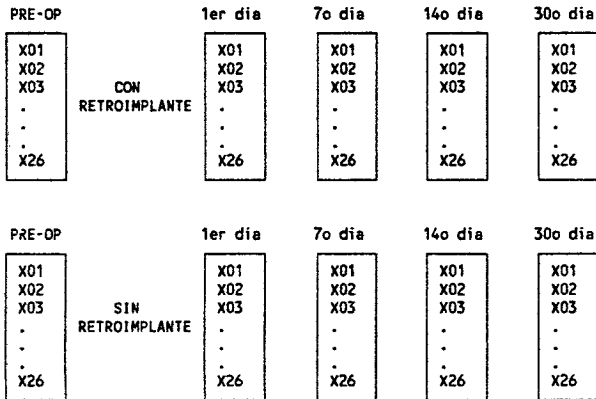 PRE-OP 1er dia 7o dia 14o dia 30o dia
X01 X01 X01 X01 X01
X02 X02 X02 X02 X02
X03 CON X03 X03 X03 X03
. RETROIMPLANTE . . . .
. . . . .
. . . . .
X26 X26 X26 X26 X26
PRE-OP 1er dia 7o dia 14o dia 30o dia
X01 X01 X01 X01 X01
X02 X02 X02 X02 X02
X03 SIN X03 X03 X03 X03
. RETROIMPLANTE . . . .
. . . . .
. . . . .
X26 X26 X26 X26 X26